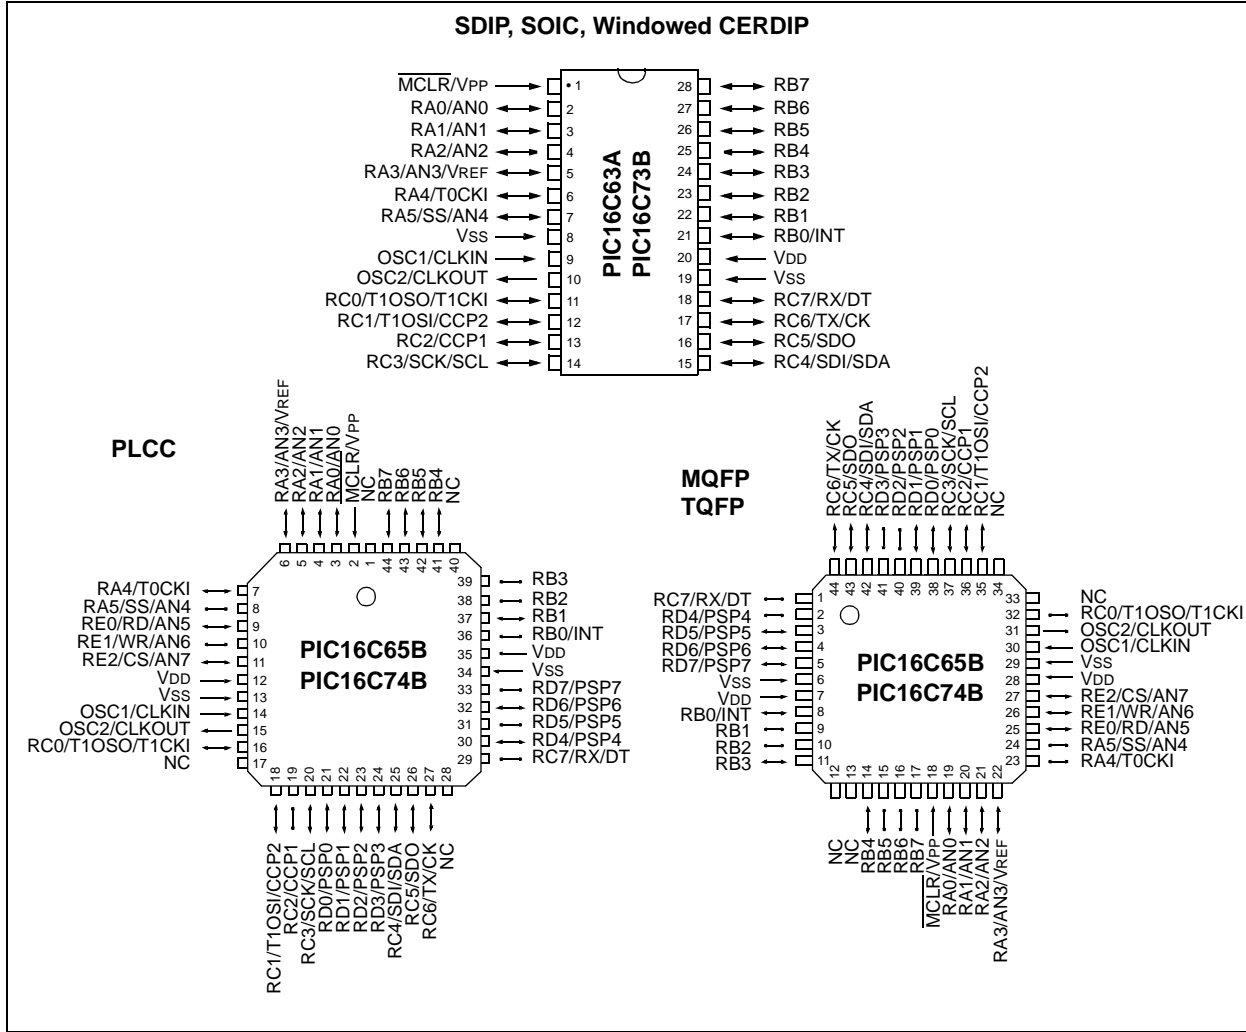 SDIP, SOIC, Windowed CERDIP
MCLR/VPP 1
RA0/AN0 2
RA1/AN1 3
RA2/AN2 4
RA3/AN3/VREF 5
RA4/T0CKI 6
RA5/SS/AN4 7
VSS 8
OSC1/CLKIN 9
OSC2/CLKOUT 10
RC0/T1OSO/T1CKI 11
RC1/T1OSI/CCP2 12
RC2/CCP1 13
RC3/SCK/SCL 14
PIC16C63A
PIC16C73B
28 RB7
27 RB6
26 RB5
25 RB4
24 RB3
23 RB2
22 RB1
21 RB0/INT
20 VDD
19 VSS
18 RC7/RX/DT
17 RC6/TX/CK
16 RC5/SDO
15 RC4/SDI/SDA
PLCC
RA3/AN3/VREF 6
RA2/AN2 5
RA1/AN1 4
RA0/AN0 3
MCLR/VPP 2
NC 1
RB7 44
RB6 43
RB5 42
RB4 41
NC 40
RA4/T0CKI 7
RA5/SS/AN4 8
RE0/RD/AN5 9
RE1/WR/AN6 10
RE2/CS/AN7 11
VDD 12
VSS 13
OSC1/CLKIN 14
OSC2/CLKOUT 15
RC0/T1OSO/T1CKI 16
NC 17
PIC16C65B
PIC16C74B
39 RB3
38 RB2
37 RB1
36 RB0/INT
35 VDD
34 VSS
33 RD7/PSP7
32 RD6/PSP6
31 RD5/PSP5
30 RD4/PSP4
29 RC7/RX/DT
18 RC1/T1OSI/CCP2
19 RC2/CCP1
20 RC3/SCK/SCL
21 RD0/PSP0
22 RD1/PSP1
23 RD2/PSP2
24 RD3/PSP3
25 RC4/SDI/SDA
26 RC5/SDO
27 RC6/TX/CK
28 NC
MQFP
TQFP
RC6/TX/CK 44
RC5/SDO 43
RC4/SDI/SDA 42
RD3/PSP3 41
RD2/PSP2 40
RD1/PSP1 39
RD0/PSP0 38
RC3/SCK/SCL 37
RC2/CCP1 36
RC1/T1OSI/CCP2 35
NC 34
RC7/RX/DT 1
RD4/PSP4 2
RD5/PSP5 3
RD6/PSP6 4
RD7/PSP7 5
VSS 6
VDD 7
RB0/INT 8
RB1 9
RB2 10
RB3 11
PIC16C65B
PIC16C74B
33 NC
32 RC0/T1OSO/T1CKI
31 OSC2/CLKOUT
30 OSC1/CLKIN
29 VSS
28 VDD
27 RE2/CS/AN7
26 RE1/WR/AN6
25 RE0/RD/AN5
24 RA5/SS/AN4
23 RA4/T0CKI
12 NC
13 NC
14 RB4
15 RB5
16 RB6
17 RB7
18 MCLR/VPP
19 RA0/AN0
20 RA1/AN1
21 RA2/AN2
22 RA3/AN3/VREF